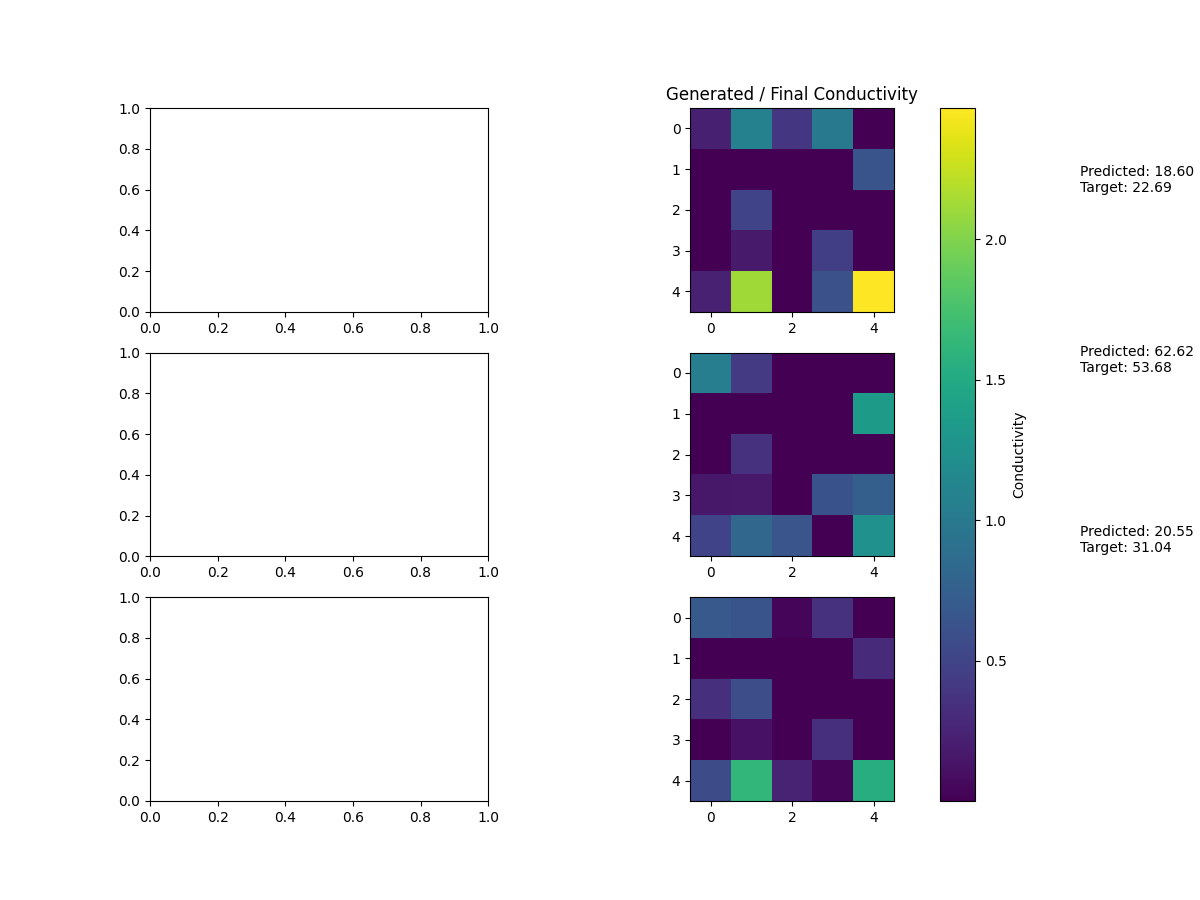 Generated / Final Conductivity
1.0
0.8
0.6
0.4
0.2
0.0
0.0 0.2 0.4 0.6 0.8 1.0
0
1
2
3
4
0 2 4
Predicted: 18.60
Target: 22.69
1.0
0.8
0.6
0.4
0.2
0.0
0.0 0.2 0.4 0.6 0.8 1.0
0
1
2
3
4
0 2 4
Predicted: 62.62
Target: 53.68
1.0
0.8
0.6
0.4
0.2
0.0
0.0 0.2 0.4 0.6 0.8 1.0
0
1
2
3
4
0 2 4
Predicted: 20.55
Target: 31.04
2.0
1.5
1.0
0.5
Conductivity